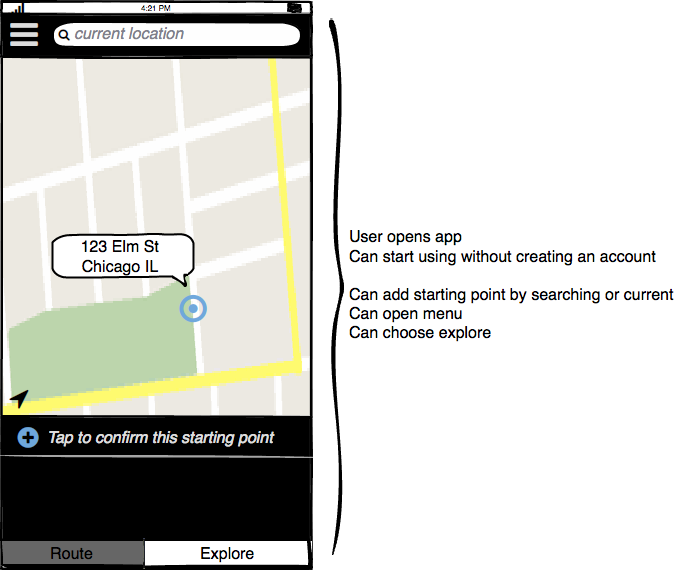 4:21 PM
current location
123 Elm St
Chicago IL
Tap to confirm this starting point
Route
Explore
User opens app
Can start using without creating an account
Can add starting point by searching or current
Can open menu
Can choose explore